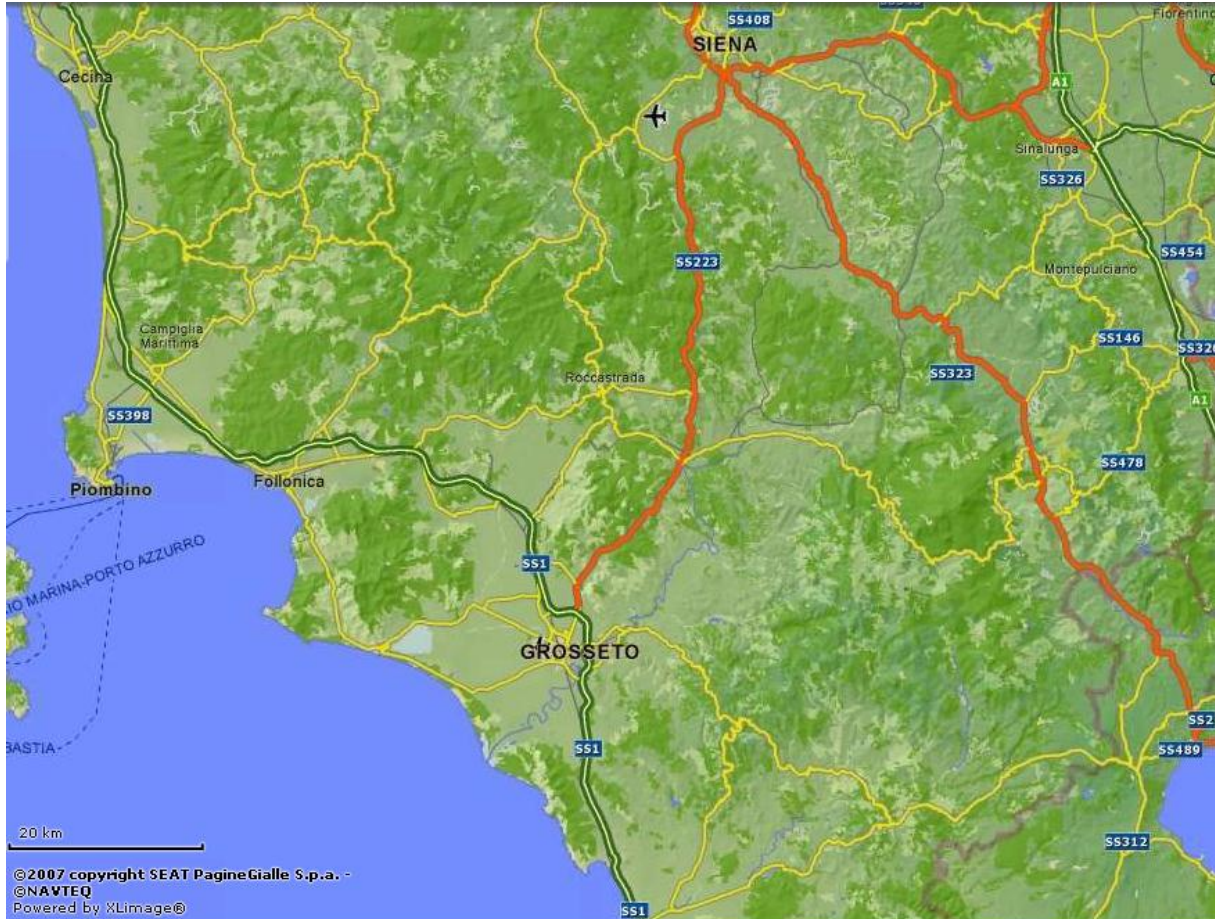 SS408
Fiorentino
SIENA
Cecina
A1
Sinalunga
SS326
SS454
SS223
Montepulciano
Campiglia
Marittima
SS146
SS326
SS323
Roccastrada
A1
SS398
SS478
Follonica
Piombino
SS1
IO MARINA-PORTO AZZURRO
GROSSETO
SS2
BASTIA
SS1
SS489
20 km
SS312
©2007 copyright SEAT PagineGialle S.p.a. -
©NAVTEQ
Powered by XLimage®
SS1